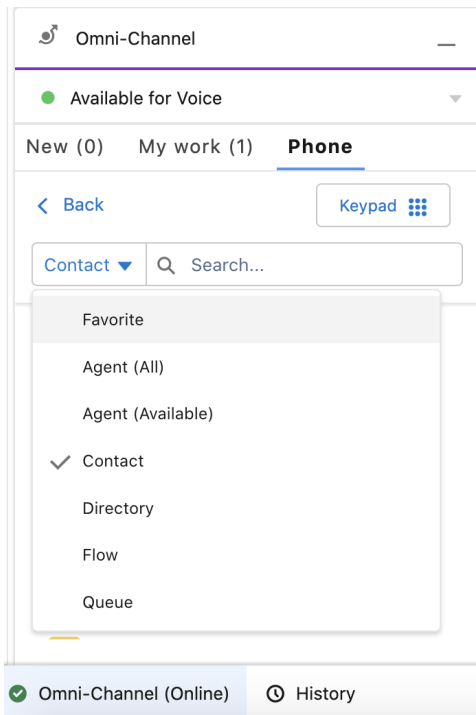 Omni-Channel
Available for Voice
New (0) My work (1) Phone
Back Keypad
Contact Search...
Favorite
Agent (All)
Agent (Available)
Contact
Directory
Flow
Queue
Omni-Channel (Online) History